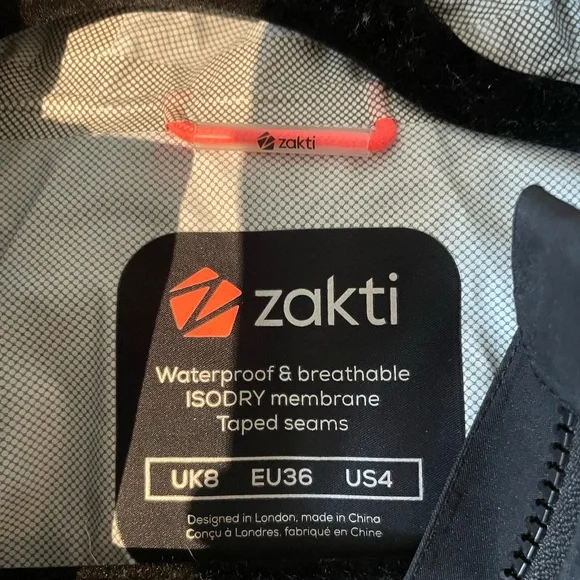 zakti
zakti
Waterproof & breathable
ISODRY membrane
Taped seams
UK8 EU36 US4
Designed in London, made in China
Conçu à Londres, fabriqué en Chine